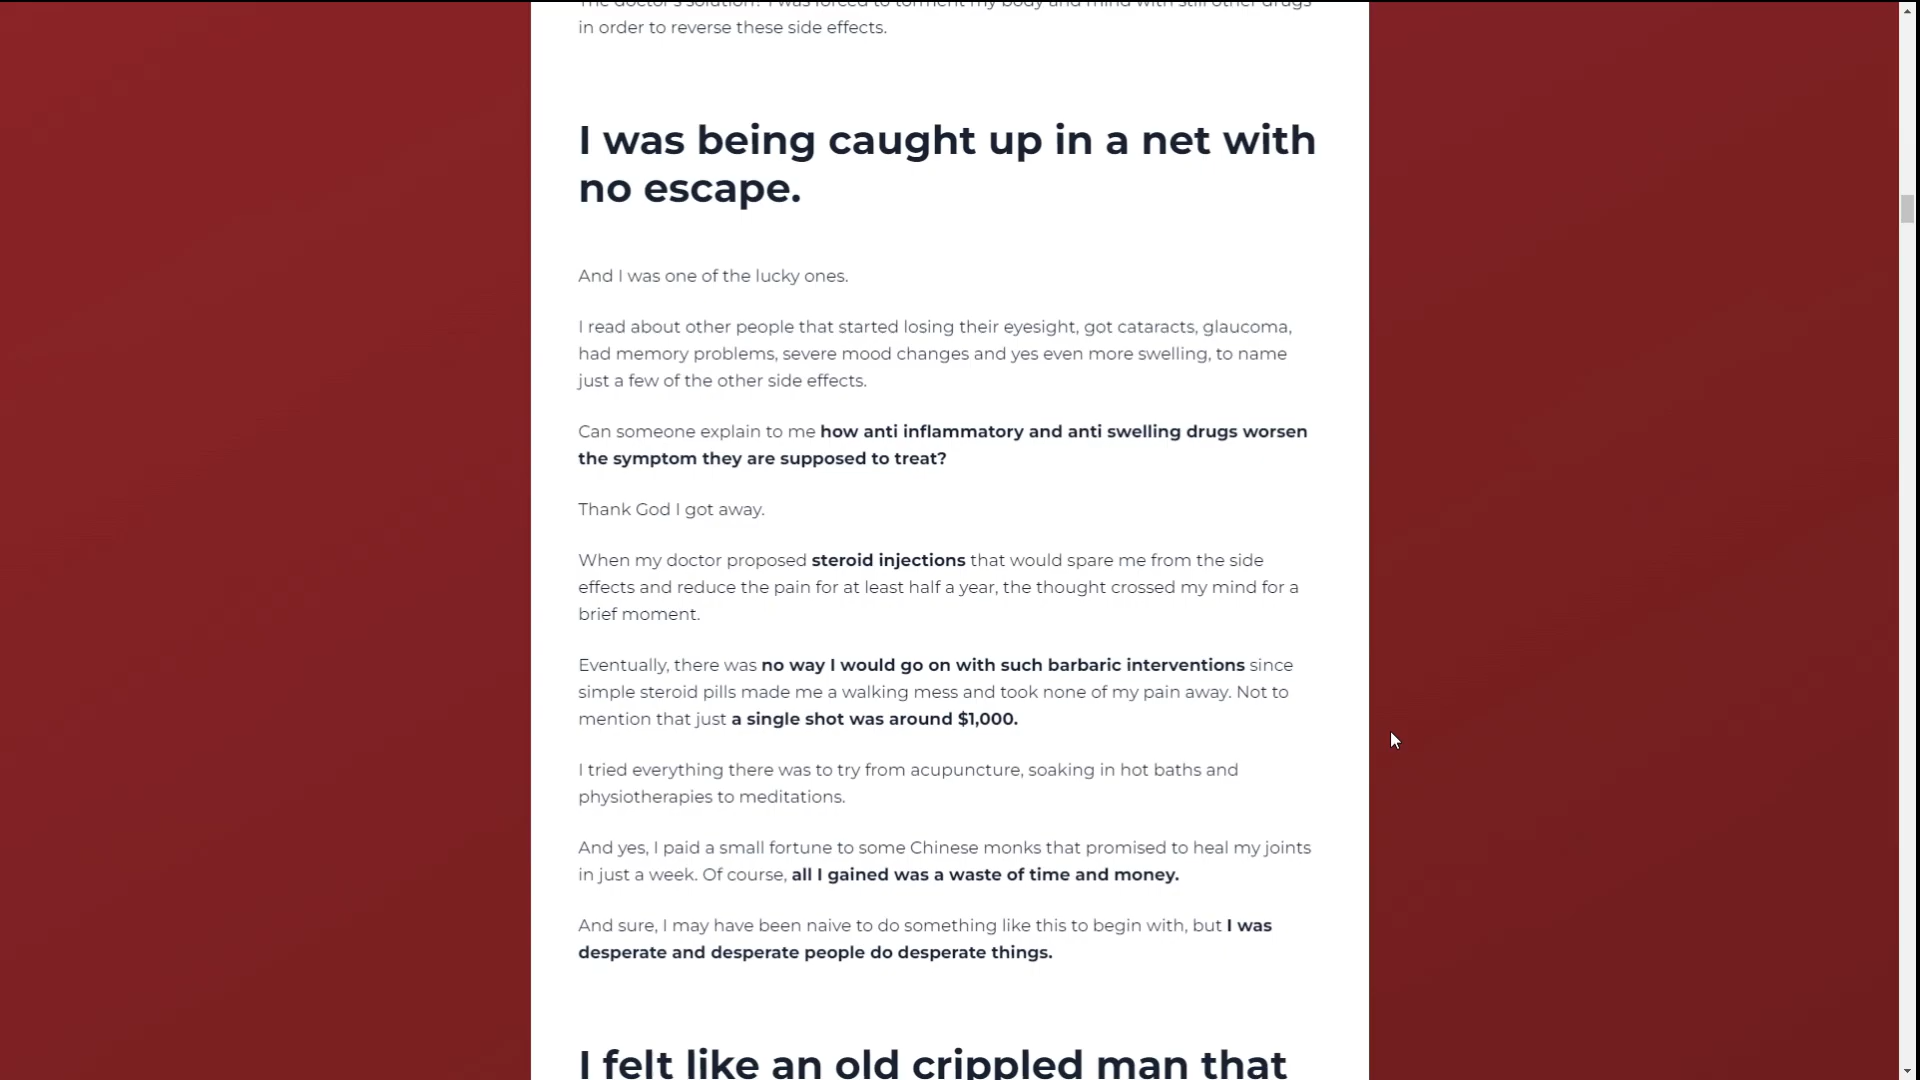 The doctor's solution? I was forced to torment my body and mind with still other drugs
in order to reverse these side effects.
I was being caught up in a net with
no escape.
And I was one of the lucky ones.
I read about other people that started losing their eyesight, got cataracts, glaucoma,
had memory problems, severe mood changes and yes even more swelling, to name
just a few of the other side effects.
Can someone explain to me how anti inflammatory and anti swelling drugs worsen
the symptom they are supposed to treat?
Thank God I got away.
When my doctor proposed steroid injections that would spare me from the side
effects and reduce the pain for at least half a year, the thought crossed my mind for a
brief moment.
Eventually, there was no way I would go on with such barbaric interventions since
simple steroid pills made me a walking mess and took none of my pain away. Not to
mention that just a single shot was around $1,000.
I tried everything there was to try from acupuncture, soaking in hot baths and
physiotherapies to meditations.
And yes, I paid a small fortune to some Chinese monks that promised to heal my joints
in just a week. Of course, all I gained was a waste of time and money.
And sure, I may have been naive to do something like this to begin with, but I was
desperate and desperate people do desperate things.
I felt like an old crippled man that